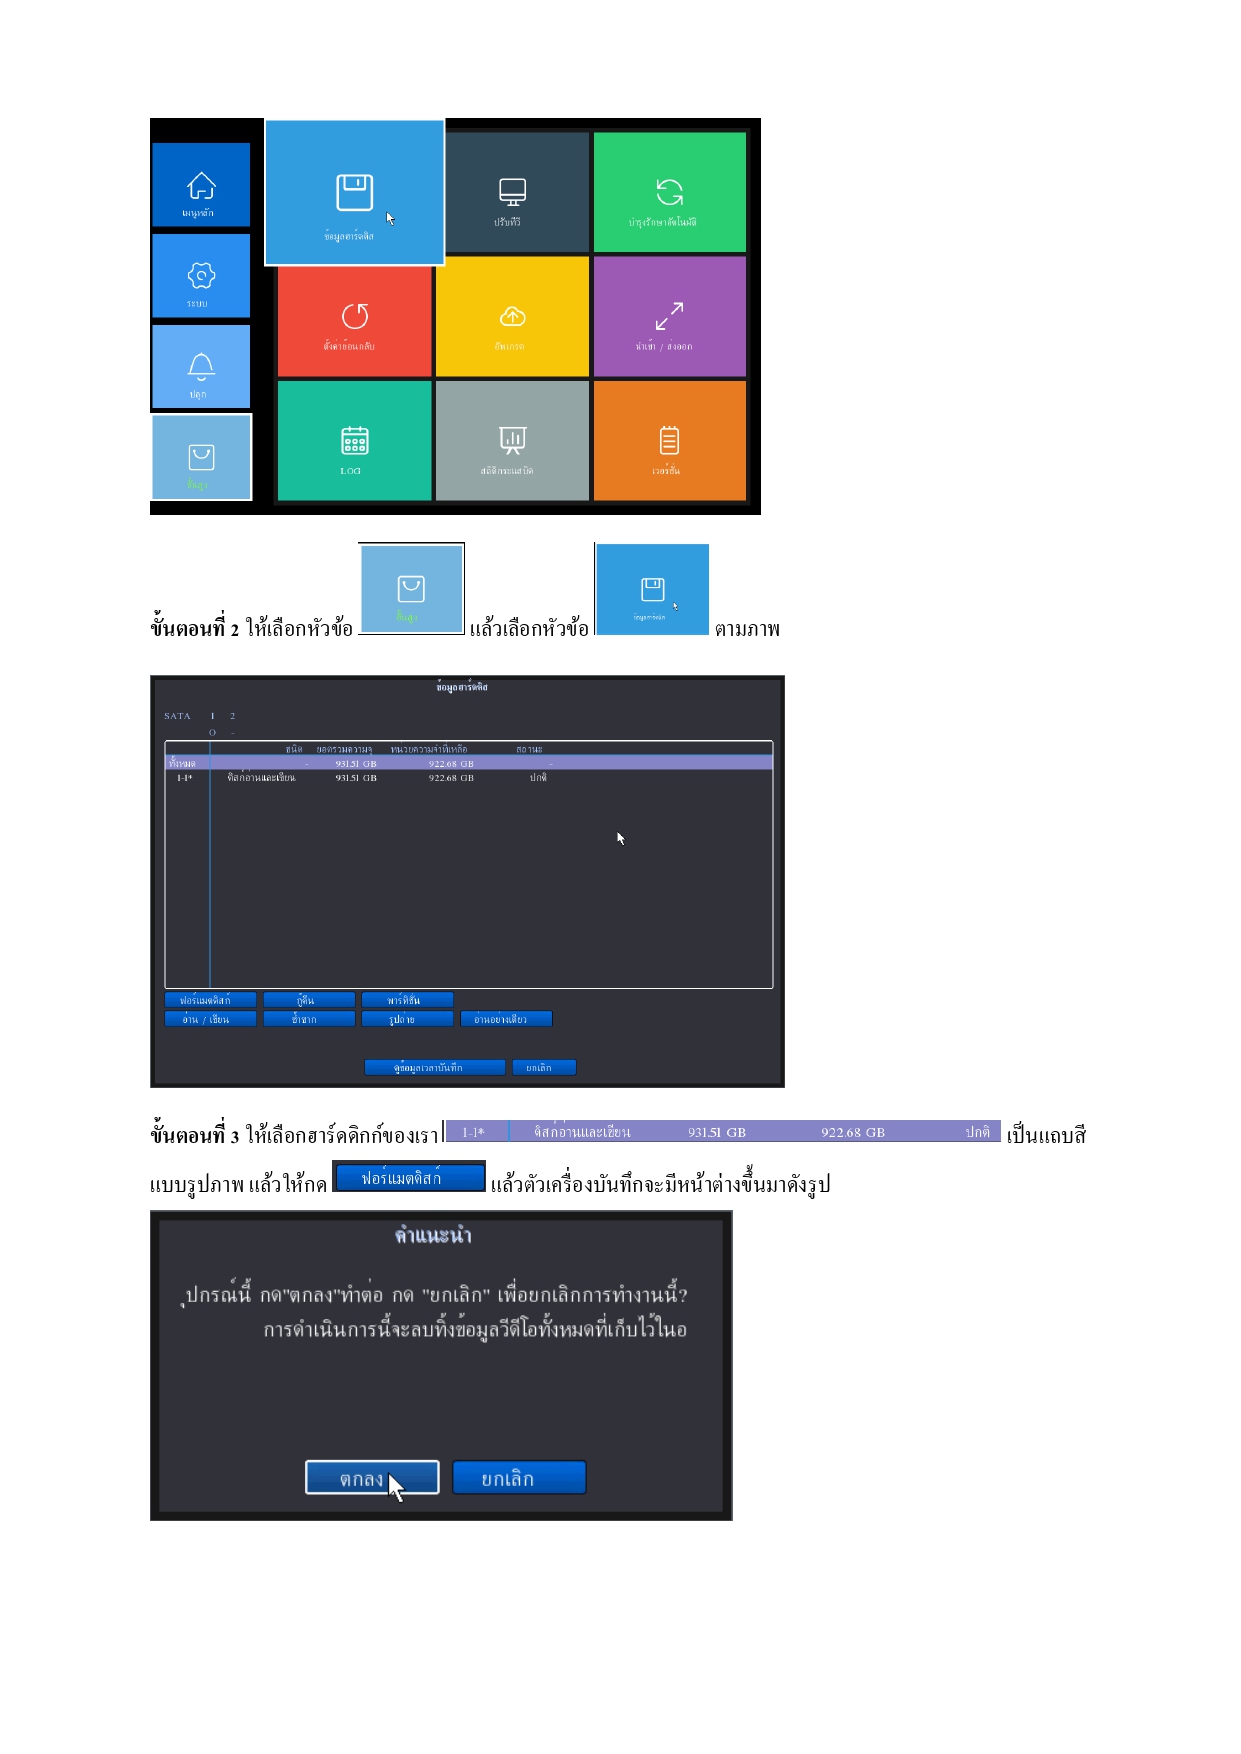 ข้อมูลฮาร์ดดิส
ปรับทีวี
บำรุงรักษาอัตโนมัติ
เมนูหลัก
ระบบ
ตั้งค่าย้อนกลับ
อัพเกรด
นำเข้า / ส่งออก
ปลุก
LOG
สถิติกระแสบิต
เวอร์ชั่น
ขั้นสูง
ขั้นสูง
ข้อมูลฮาร์ดดิส
ขั้นตอนที่ 2 ให้เลือกหัวข้อ แล้วเลือกหัวข้อ ตามภาพ
ข้อมูลฮาร์ดดิส
SATA 1 2
O -
ชนิด ยอดรวมความจุ หน่วยความจำที่เหลือ สถานะ
ทั้งหมด - 931.51 GB 922.68 GB -
1-1* ดิสก์อ่านและเขียน 931.51 GB 922.68 GB ปกติ
ฟอร์แมตดิสก์ กู้คืน พาร์ทิชั่น
อ่าน / เขียน ซ้ำซาก รูปถ่าย อ่านอย่างเดียว
ดูข้อมูลเวลาบันทึก ยกเลิก
ขั้นตอนที่ 3 ให้เลือกฮาร์ดดิกก์ของเรา 1-1* ดิสก์อ่านและเขียน 931.51 GB 922.68 GB ปกติ เป็นแถบสี
แบบรูปภาพ แล้วให้กด ฟอร์แมตดิสก์ แล้วตัวเครื่องบันทึกจะมีหน้าต่างขึ้นมาดังรูป
คำแนะนำ
ุปกรณ์นี้ กด"ตกลง"ทำต่อ กด "ยกเลิก" เพื่อยกเลิกการทำงานนี้?
การดำเนินการนี้จะลบทิ้งข้อมูลวีดีโอทั้งหมดที่เก็บไว้ในอ
ตกลง ยกเลิก